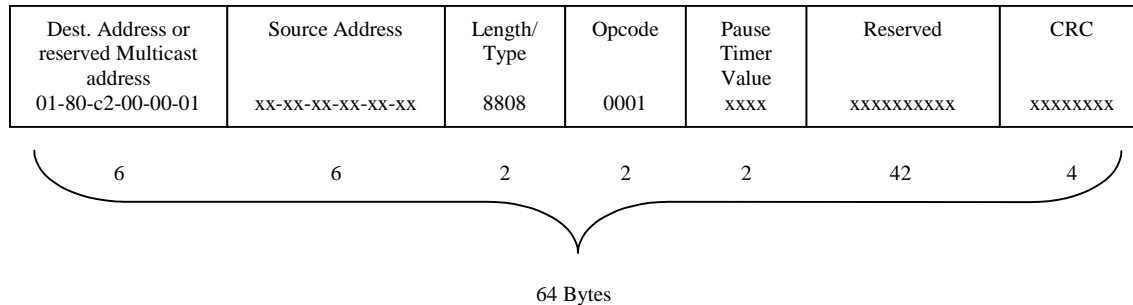 Dest. Address or
reserved Multicast
address
01-80-c2-00-00-01
Source Address
xx-xx-xx-xx-xx-xx
Length/
Type
8808
Opcode
0001
Pause
Timer
Value
xxxx
Reserved
xxxxxxxxxx
CRC
xxxxxxxx
6 6 2 2 2 42 4
64 Bytes